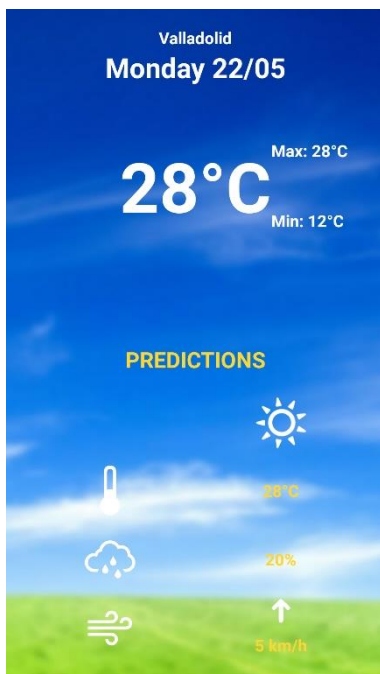 Valladolid
Monday 22/05
Max: 28°C
28°C
Min: 12°C
PREDICTIONS
28°C
20%
5 km/h